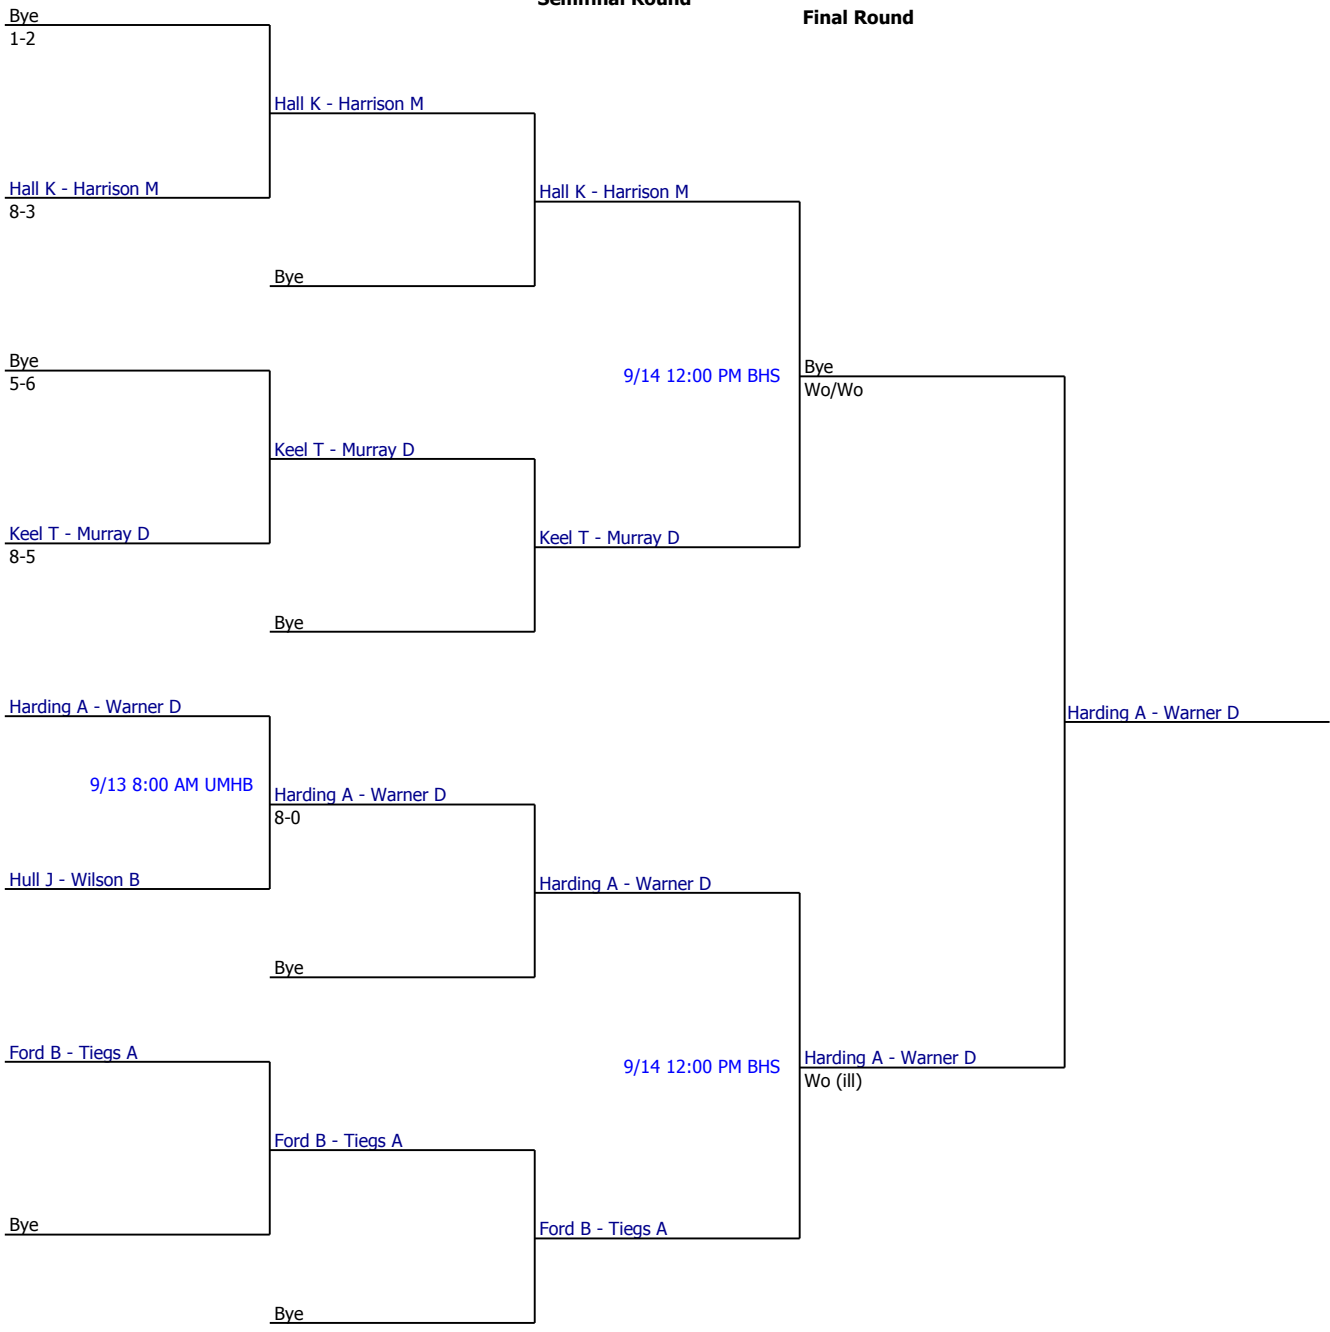 Semifinal Round
Final Round
Bye
1-2
Hall K - Harrison M
Hall K - Harrison M
8-3
Hall K - Harrison M
Bye
Bye
5-6
9/14 12:00 PM BHS
Bye
Wo/Wo
Keel T - Murray D
Keel T - Murray D
8-5
Keel T - Murray D
Bye
Harding A - Warner D
Harding A - Warner D
9/13 8:00 AM UMHB
Harding A - Warner D
8-0
Hull J - Wilson B
Harding A - Warner D
Bye
Ford B - Tiegs A
9/14 12:00 PM BHS
Harding A - Warner D
Wo (ill)
Ford B - Tiegs A
Bye
Ford B - Tiegs A
Bye